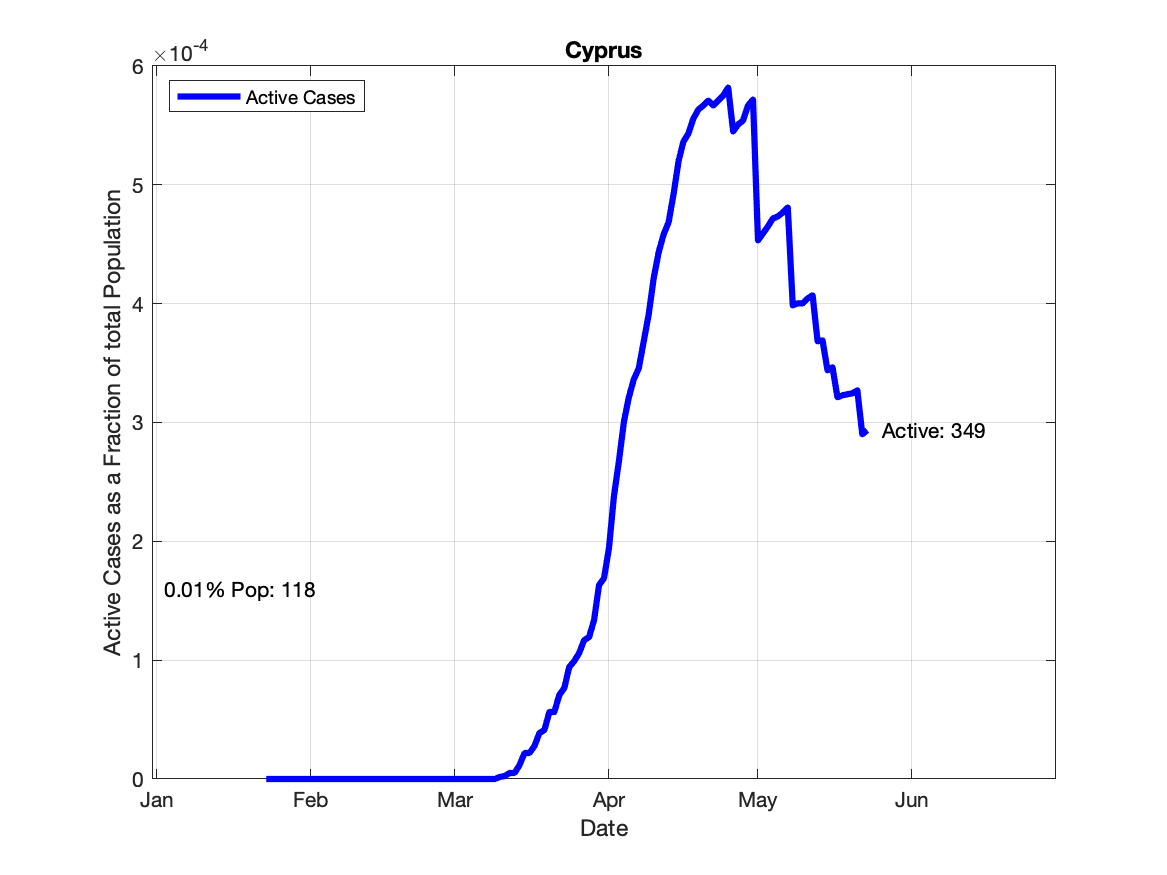 Cyprus
×10-4
6
5
4
3
2
1
0
Active Cases as a Fraction of total Population
Active Cases
Active: 349
0.01% Pop: 118
Jan Feb Mar Apr May Jun
Date